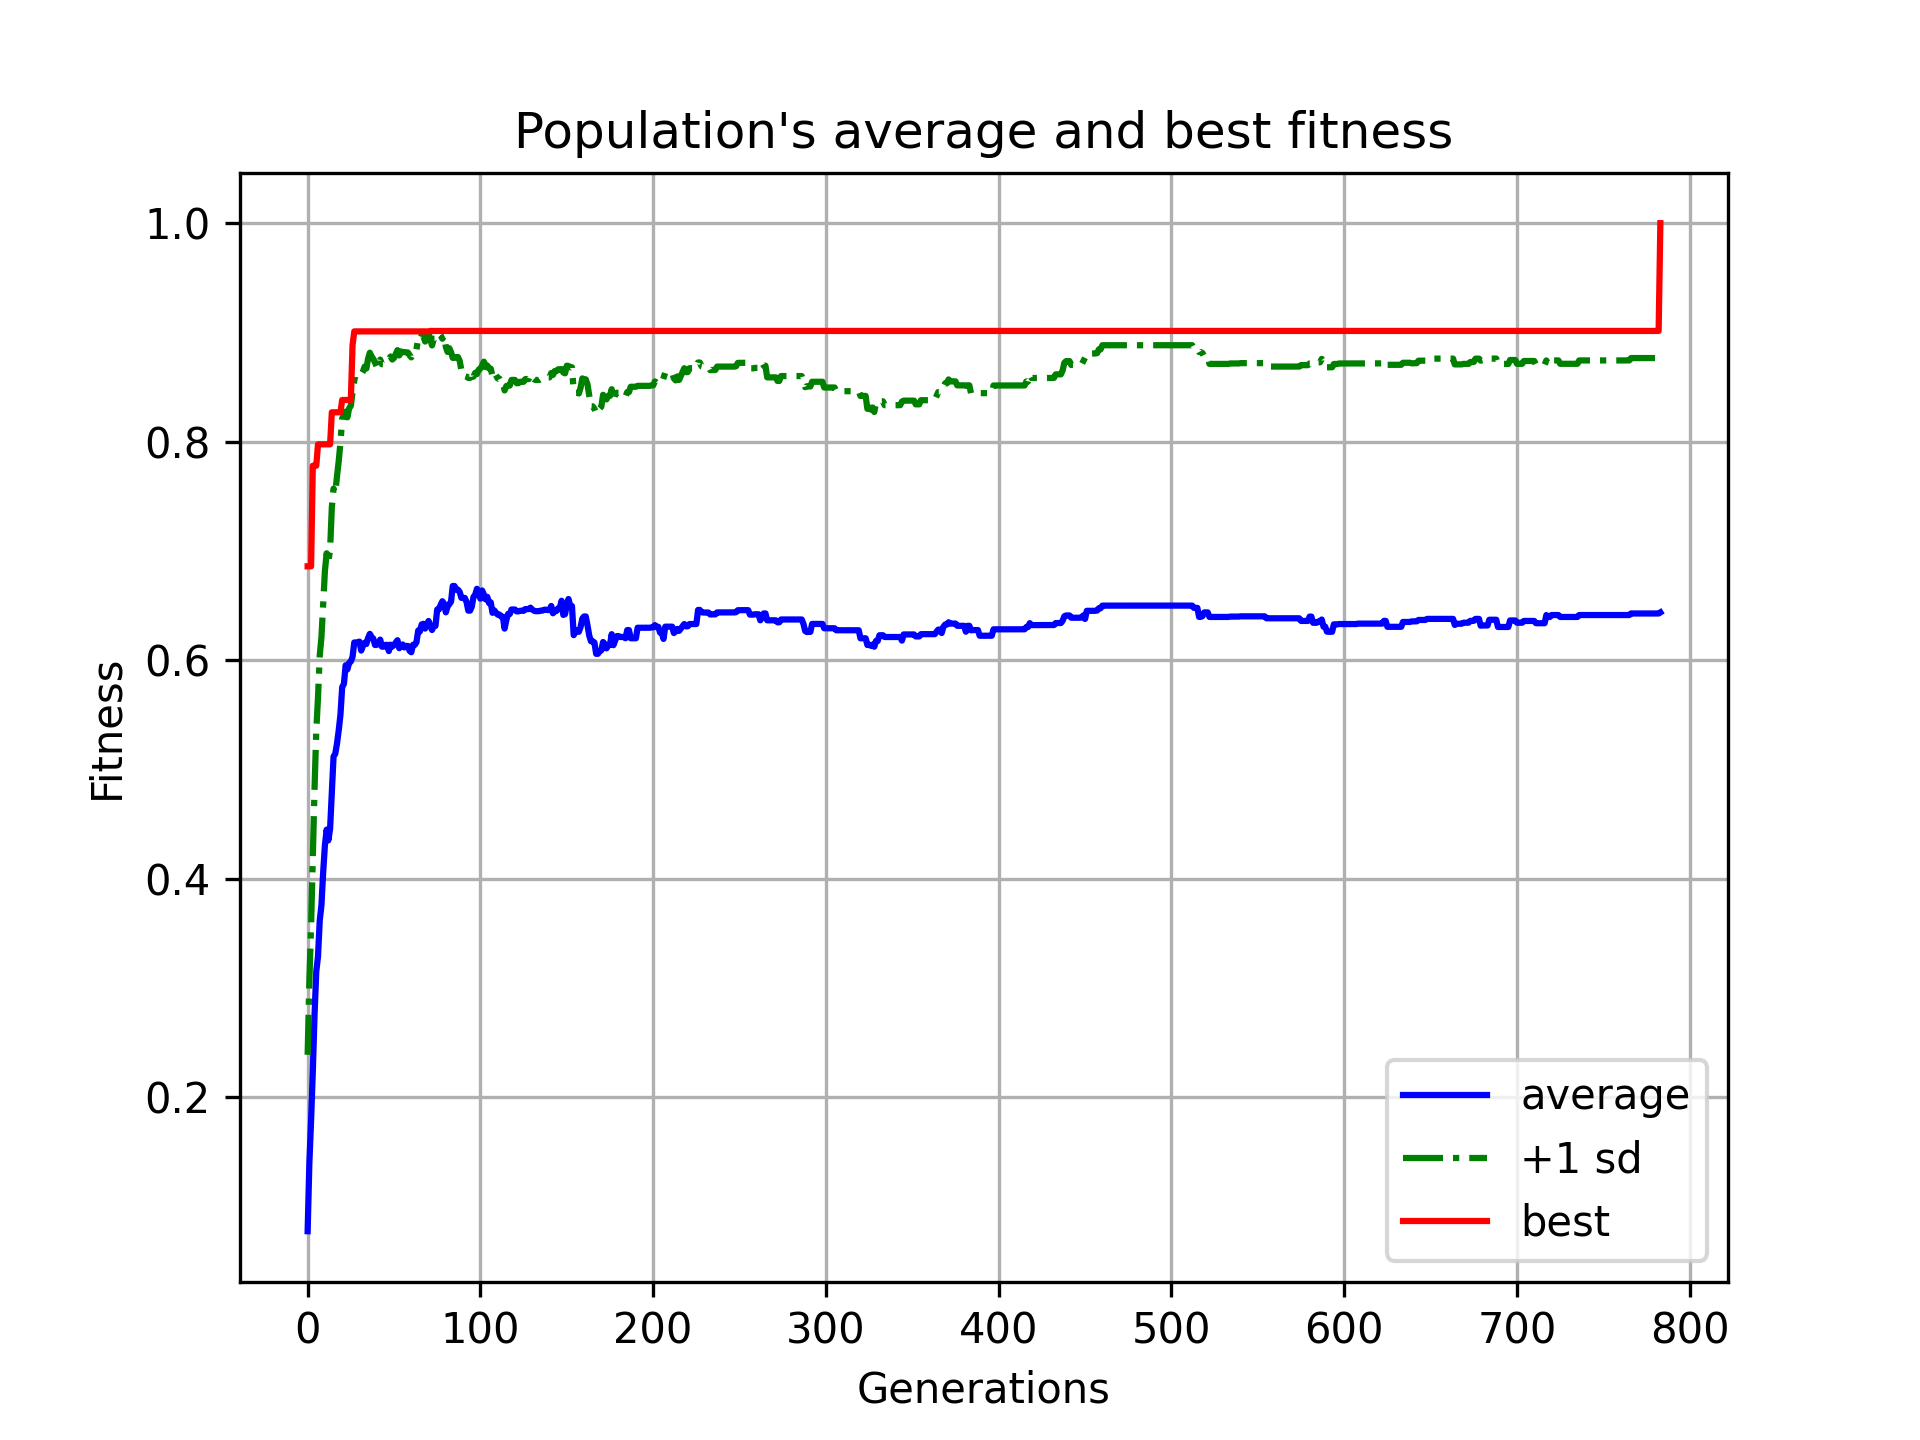 Population's average and best fitness
1.0
0.8
0.6
0.4
0.2
Fitness
0 100 200 300 400 500 600 700 800
Generations
average
+1 sd
best